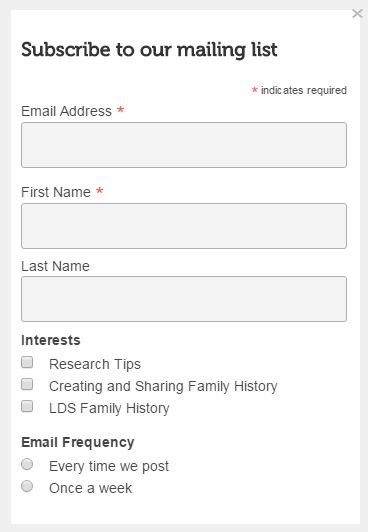 Subscribe to our mailing list
* indicates required
Email Address *
First Name *
Last Name
Interests
Research Tips
Creating and Sharing Family History
LDS Family History
Email Frequency
Every time we post
Once a week